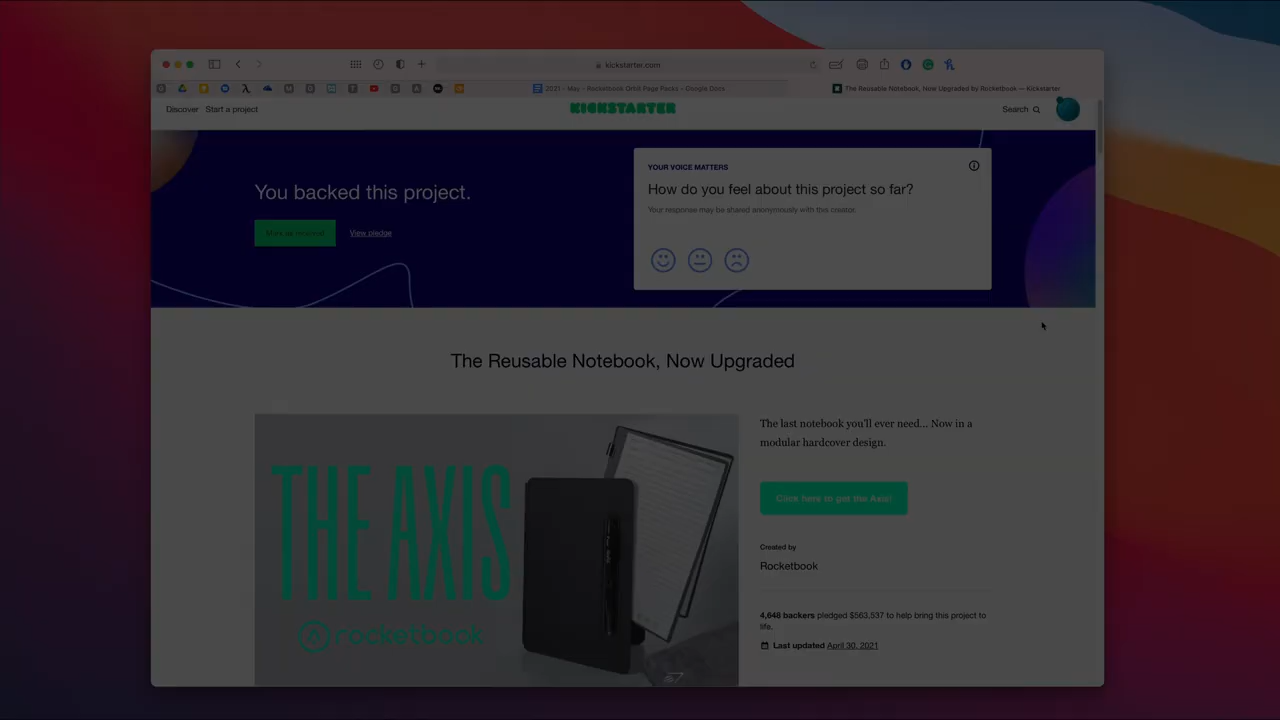 kickstarter.com
2021 – May – Rocketbook Orbit Page Packs – Google Docs
The Reusable Notebook, Now Upgraded by Rocketbook — Kickstarter
Discover Start a project
KICKSTARTER
Search
You backed this project.
Mark as received
View pledge
YOUR VOICE MATTERS
How do you feel about this project so far?
Your response may be shared anonymously with this creator.
The Reusable Notebook, Now Upgraded
THE AXIS
rocketbook
The last notebook you'll ever need... Now in a
modular hardcover design.
Click here to get the Axis!
Created by
Rocketbook
4,648 backers pledged $563,537 to help bring this project to
life.
Last updated April 30, 2021